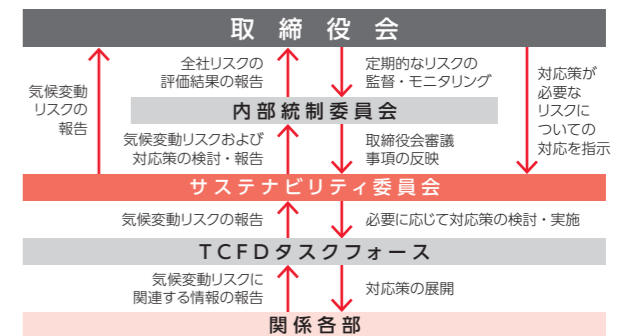 取締役会
気候変動
リスクの
報告
全社リスクの
評価結果の報告
定期的なリスクの
監督・モニタリング
対応策が
必要な
リスクに
ついての
対応を指示
内部統制委員会
気候変動リスクおよび
対応策の検討・報告
取締役会審議
事項の反映
サステナビリティ委員会
気候変動リスクの報告
必要に応じて対応策の検討・実施
TCFDタスクフォース
気候変動リスクに
関連する情報の報告
対応策の展開
関係各部